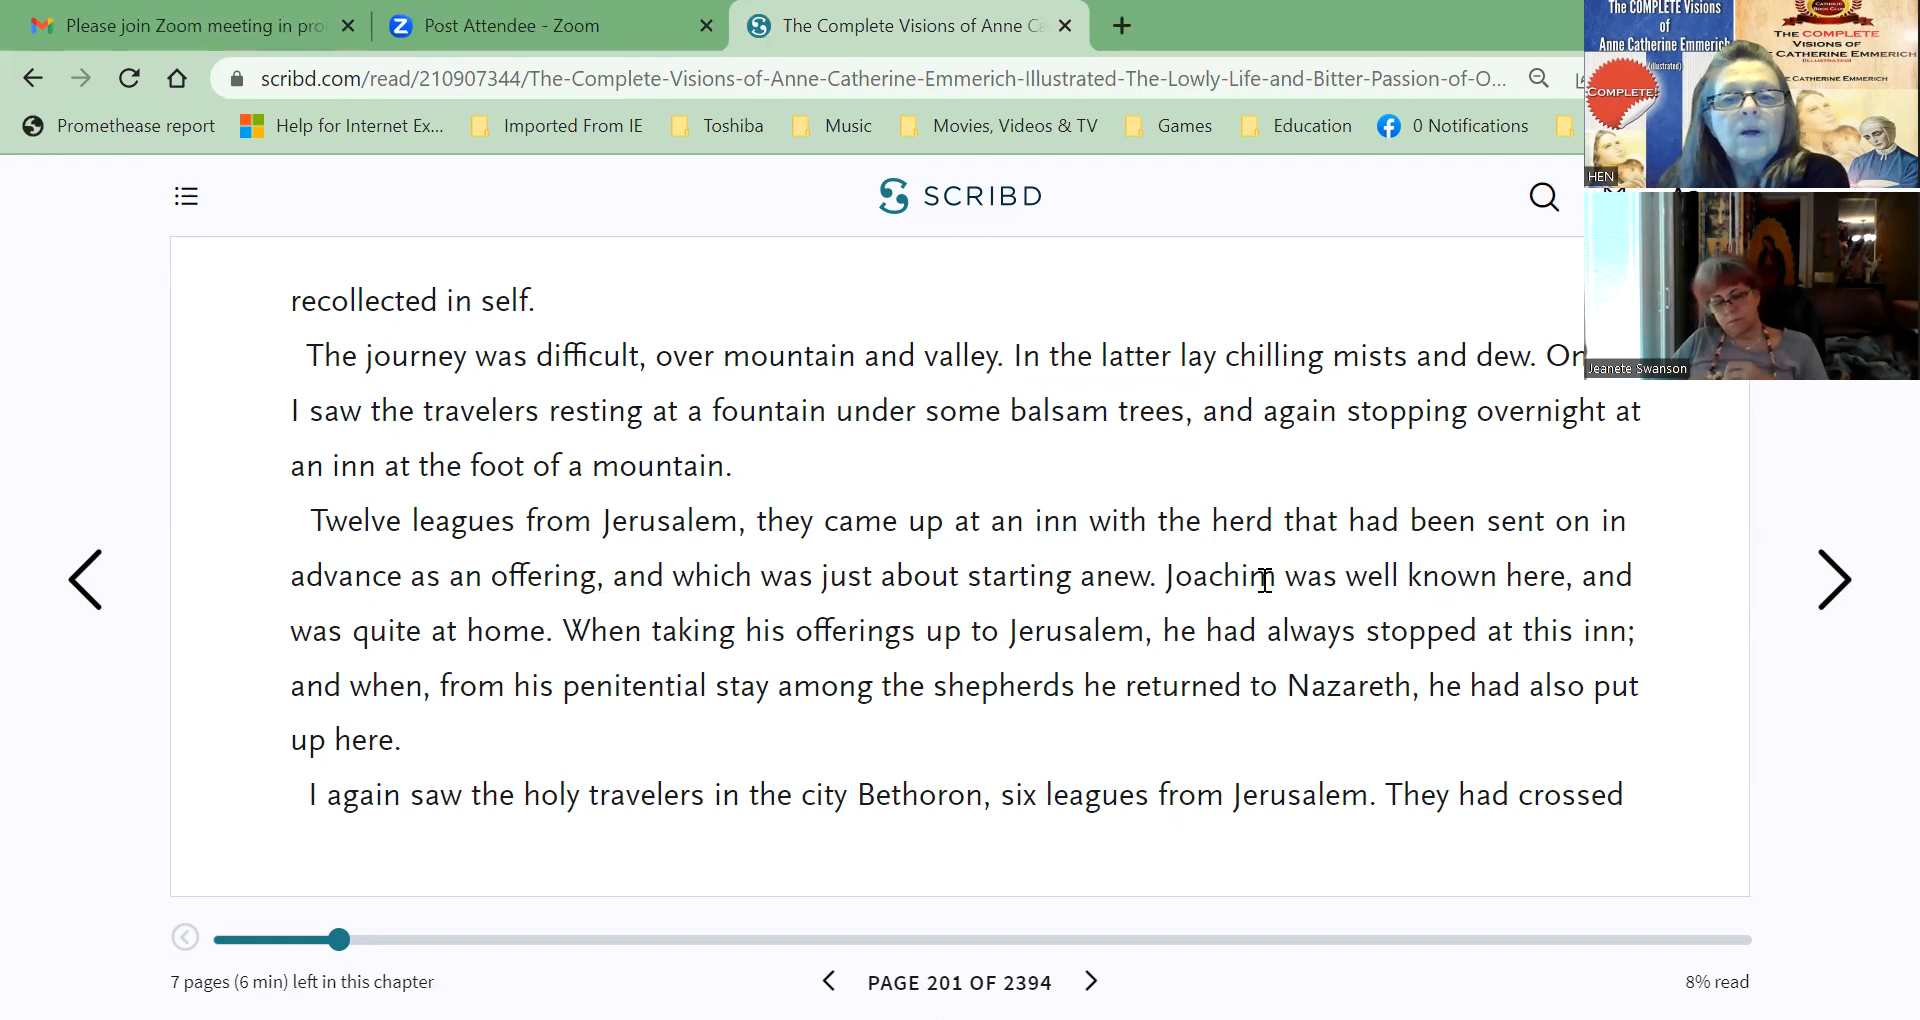 Please join Zoom meeting in pro
Post Attendee - Zoom
The Complete Visions of Anne Ca
scribd.com/read/210907344/The-Complete-Visions-of-Anne-Catherine-Emmerich-Illustrated-The-Lowly-Life-and-Bitter-Passion-of-O...
Promethease report
Help for Internet Ex...
Imported From IE
Toshiba
Music
Movies, Videos & TV
Games
Education
0 Notifications
The COMPLETE Visions
of
Anne Catherine Emmerich
(illustrated)
COMPLETE!
CATHOLIC
BOOK CLUB
THE COMPLETE
VISIONS OF
CATHERINE EMMERICH
(ILLUSTRATED)
CATHERINE EMMERICH
HEN
Jeanete Swanson
SCRIBD
recollected in self.
The journey was difficult, over mountain and valley. In the latter lay chilling mists and dew. On
I saw the travelers resting at a fountain under some balsam trees, and again stopping overnight at
an inn at the foot of a mountain.
Twelve leagues from Jerusalem, they came up at an inn with the herd that had been sent on in
advance as an offering, and which was just about starting anew. Joachim was well known here, and
was quite at home. When taking his offerings up to Jerusalem, he had always stopped at this inn;
and when, from his penitential stay among the shepherds he returned to Nazareth, he had also put
up here.
I again saw the holy travelers in the city Bethoron, six leagues from Jerusalem. They had crossed
7 pages (6 min) left in this chapter
PAGE 201 OF 2394
8% read